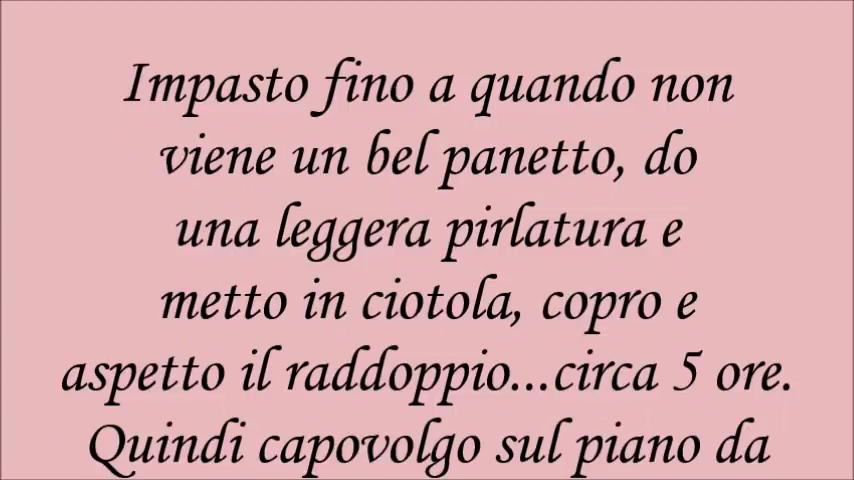 Impasto fino a quando non
viene un bel panetto, do
una leggera pirlatura e
metto in ciotola, copro e
aspetto il raddoppio...circa 5 ore.
Quindi capovolgo sul piano da